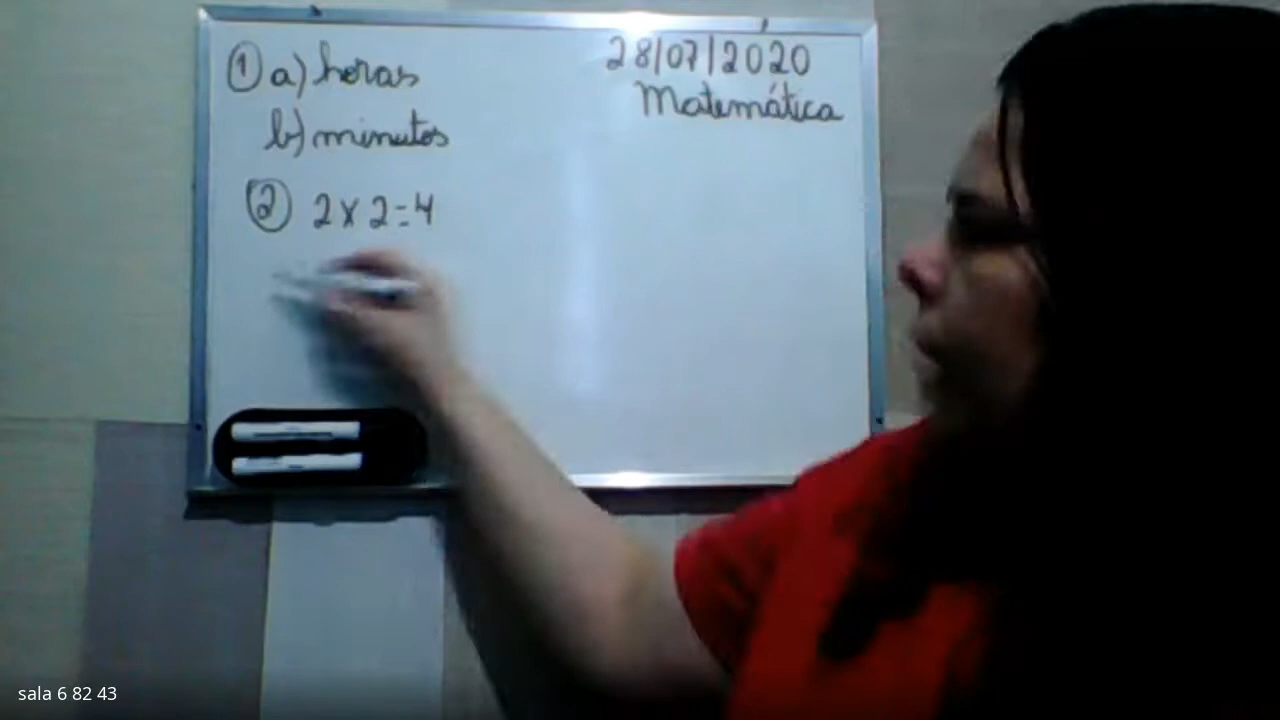 28/07/2020
Matemática
① a) horas
b) minutos
② 2 x 2 = 4
sala 6 82 43